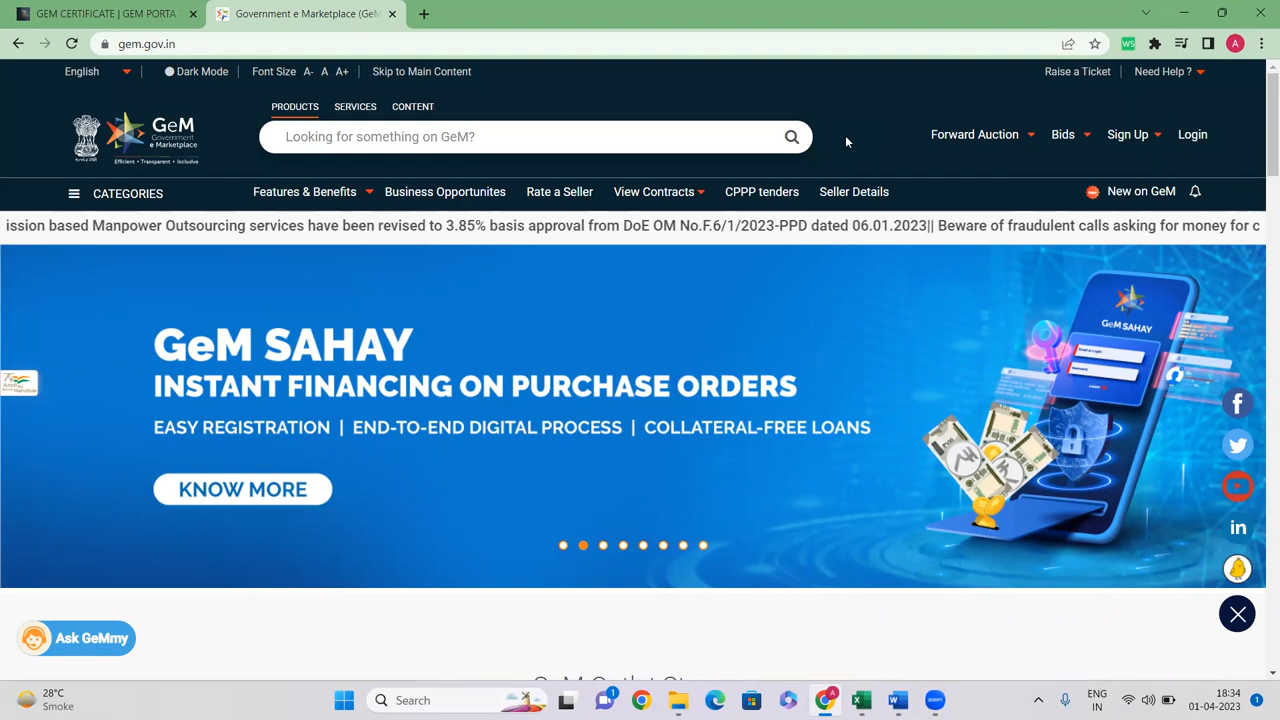 GEM CERTIFICATE | GEM PORTA
Government e Marketplace (GeM
gem.gov.in
WS
A
English
Dark Mode
Font Size A- A A+
Skip to Main Content
Raise a Ticket
Need Help ?
GeM
Government
e Marketplace
Efficient • Transparent • Inclusive
PRODUCTS SERVICES CONTENT
Looking for something on GeM?
Forward Auction Bids Sign Up Login
CATEGORIES
Features & Benefits Business Opportunites Rate a Seller View Contracts CPPP tenders Seller Details
New on GeM
ission based Manpower Outsourcing services have been revised to 3.85% basis approval from DoE OM No.F.6/1/2023-PPD dated 06.01.2023|| Beware of fraudulent calls asking for money for c
GeM SAHAY
INSTANT FINANCING ON PURCHASE ORDERS
EASY REGISTRATION | END-TO-END DIGITAL PROCESS | COLLATERAL-FREE LOANS
KNOW MORE
GeM SAHAY
Ask GeMmy
28°C
Smoke
Search
1
A
zoom
ENG
IN
18:34
01-04-2023
1